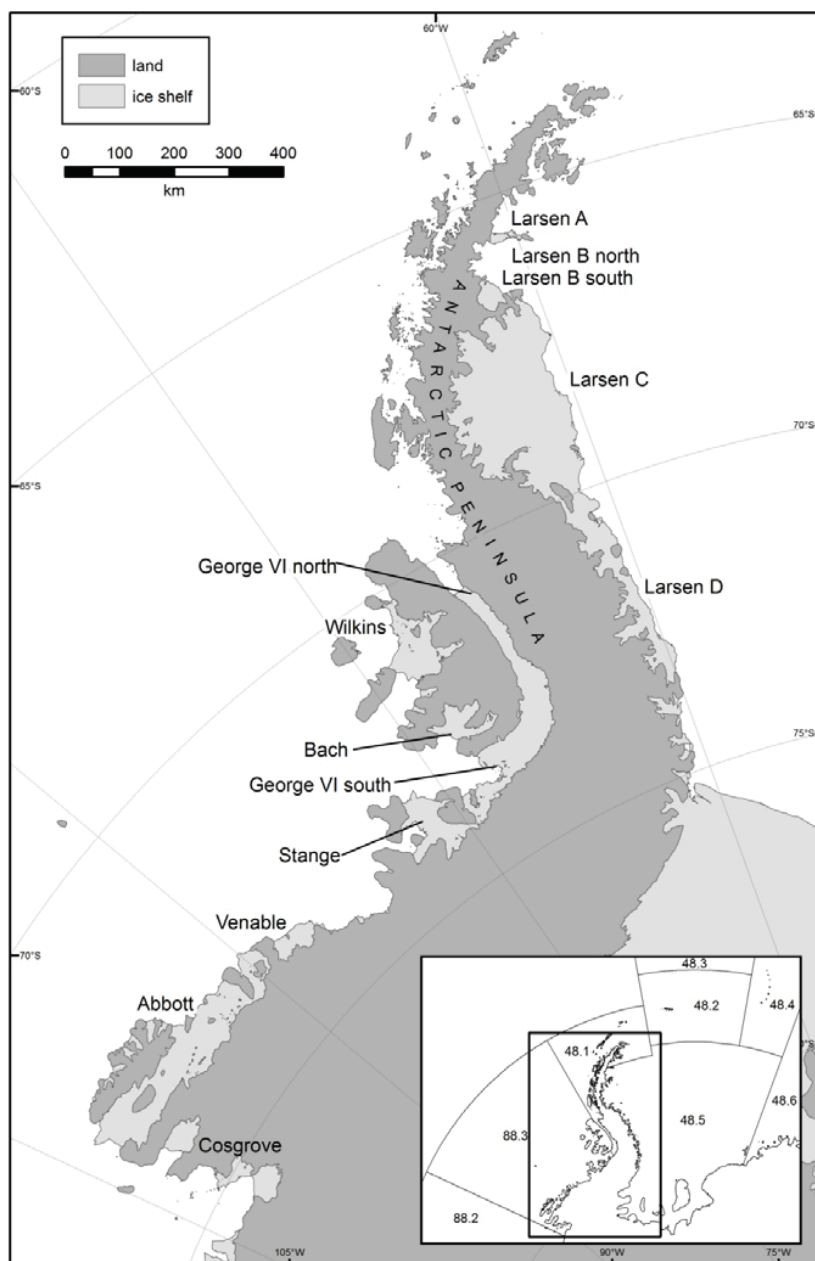 60°W
land
ice shelf
60°S
65°S
0 100 200 300 400
km
Larsen A
Larsen B north
Larsen B south
ANTARCTIC PENINSULA
Larsen C
70°S
65°S
George VI north
Larsen D
Wilkins
75°S
Bach
George VI south
Stange
Venable
70°S
Abbott
Cosgrove
48.3
48.2
48.4
48.1
48.5
48.6
88.3
88.2
105°W
90°W
75°W